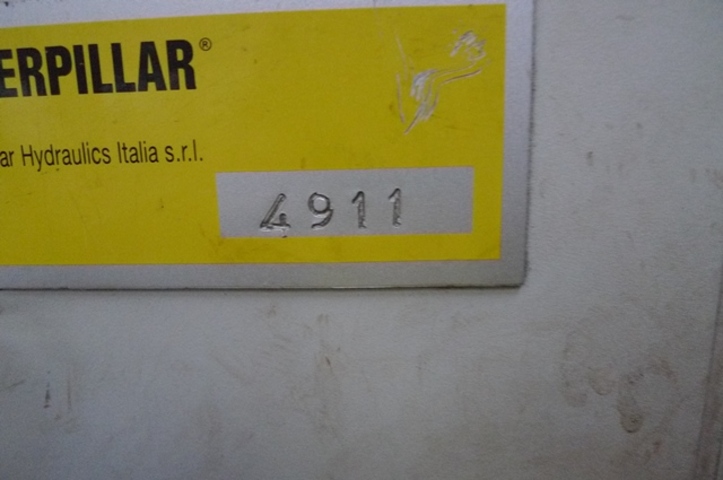 ERPILLAR®
ar Hydraulics Italia s.r.l.
4911